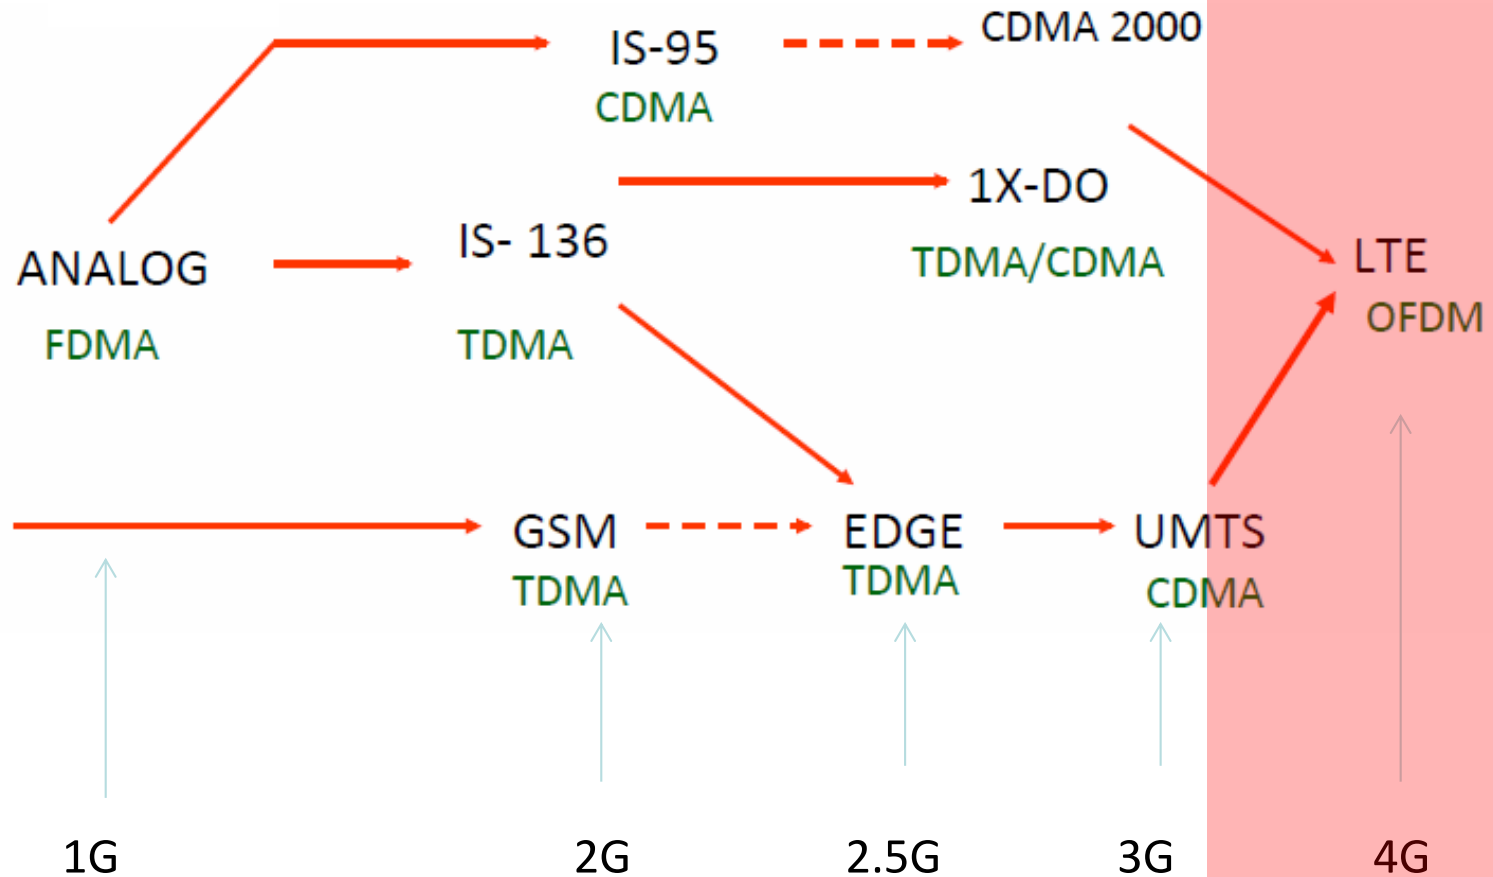 IS-95
CDMA
CDMA 2000
1X-DO
TDMA/CDMA
ANALOG
FDMA
IS- 136
TDMA
LTE
OFDM
GSM
TDMA
EDGE
TDMA
UMTS
CDMA
1G
2G
2.5G
3G
4G